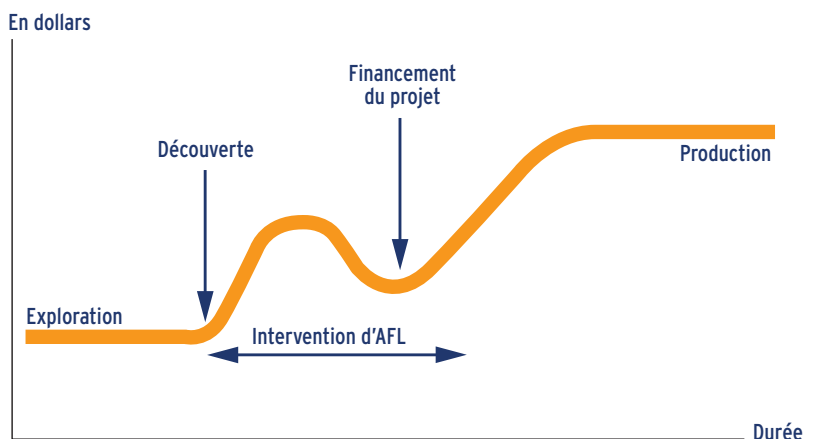 En dollars
Financement
du projet
Découverte
Production
Exploration
Intervention d'AFL
Durée